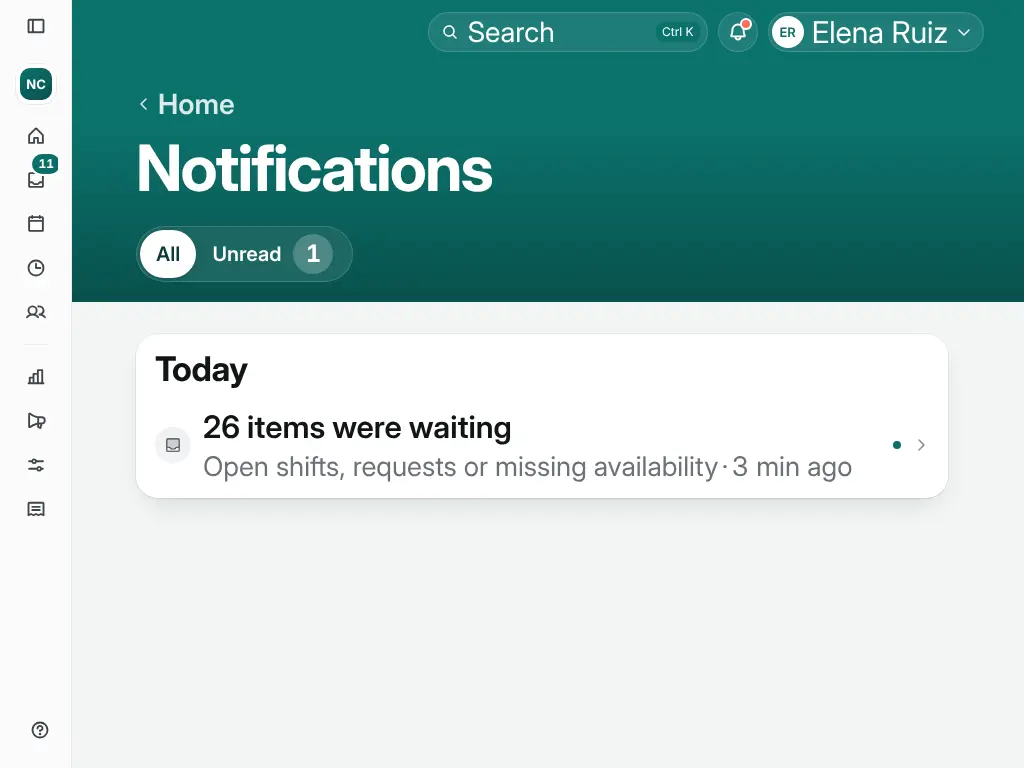 Search
Ctrl K
ER
Elena Ruiz
NC
11
Home
Notifications
All
Unread 1
Today
26 items were waiting
Open shifts, requests or missing availability · 3 min ago